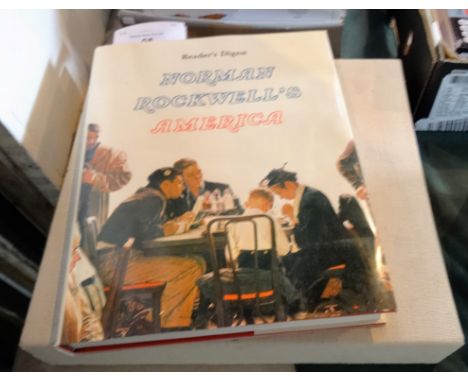 Reader's Digest
NORMAN
ROCKWELL'S
AMERICA